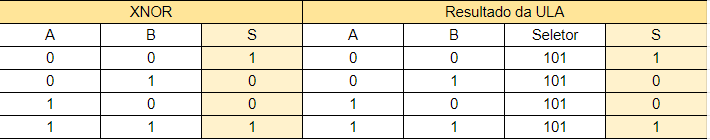 XNOR Resultado da ULA
A B S A B Seletor S
0 0 1 0 0 101 1
0 1 0 0 1 101 0
1 0 0 1 0 101 0
1 1 1 1 1 101 1